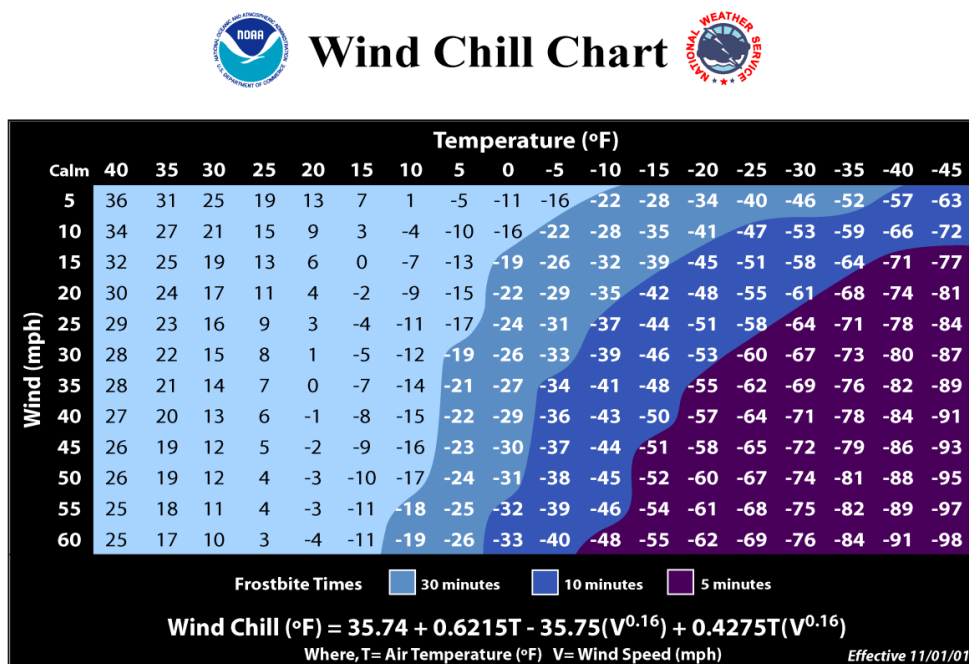 NATIONAL OCEANIC AND ATMOSPHERIC ADMINISTRATION
NOAA
U.S. DEPARTMENT OF COMMERCE
Wind Chill Chart
NATIONAL WEATHER SERVICE
Temperature (ºF)
Calm 40 35 30 25 20 15 10 5 0 -5 -10 -15 -20 -25 -30 -35 -40 -45
Wind (mph)
5 36 31 25 19 13 7 1 -5 -11 -16 -22 -28 -34 -40 -46 -52 -57 -63
10 34 27 21 15 9 3 -4 -10 -16 -22 -28 -35 -41 -47 -53 -59 -66 -72
15 32 25 19 13 6 0 -7 -13 -19 -26 -32 -39 -45 -51 -58 -64 -71 -77
20 30 24 17 11 4 -2 -9 -15 -22 -29 -35 -42 -48 -55 -61 -68 -74 -81
25 29 23 16 9 3 -4 -11 -17 -24 -31 -37 -44 -51 -58 -64 -71 -78 -84
30 28 22 15 8 1 -5 -12 -19 -26 -33 -39 -46 -53 -60 -67 -73 -80 -87
35 28 21 14 7 0 -7 -14 -21 -27 -34 -41 -48 -55 -62 -69 -76 -82 -89
40 27 20 13 6 -1 -8 -15 -22 -29 -36 -43 -50 -57 -64 -71 -78 -84 -91
45 26 19 12 5 -2 -9 -16 -23 -30 -37 -44 -51 -58 -65 -72 -79 -86 -93
50 26 19 12 4 -3 -10 -17 -24 -31 -38 -45 -52 -60 -67 -74 -81 -88 -95
55 25 18 11 4 -3 -11 -18 -25 -32 -39 -46 -54 -61 -68 -75 -82 -89 -97
60 25 17 10 3 -4 -11 -19 -26 -33 -40 -48 -55 -62 -69 -76 -84 -91 -98
Frostbite Times 30 minutes 10 minutes 5 minutes
Wind Chill (ºF) = 35.74 + 0.6215T - 35.75(V^0.16) + 0.4275T(V^0.16)
Where, T= Air Temperature (ºF) V= Wind Speed (mph) Effective 11/01/01